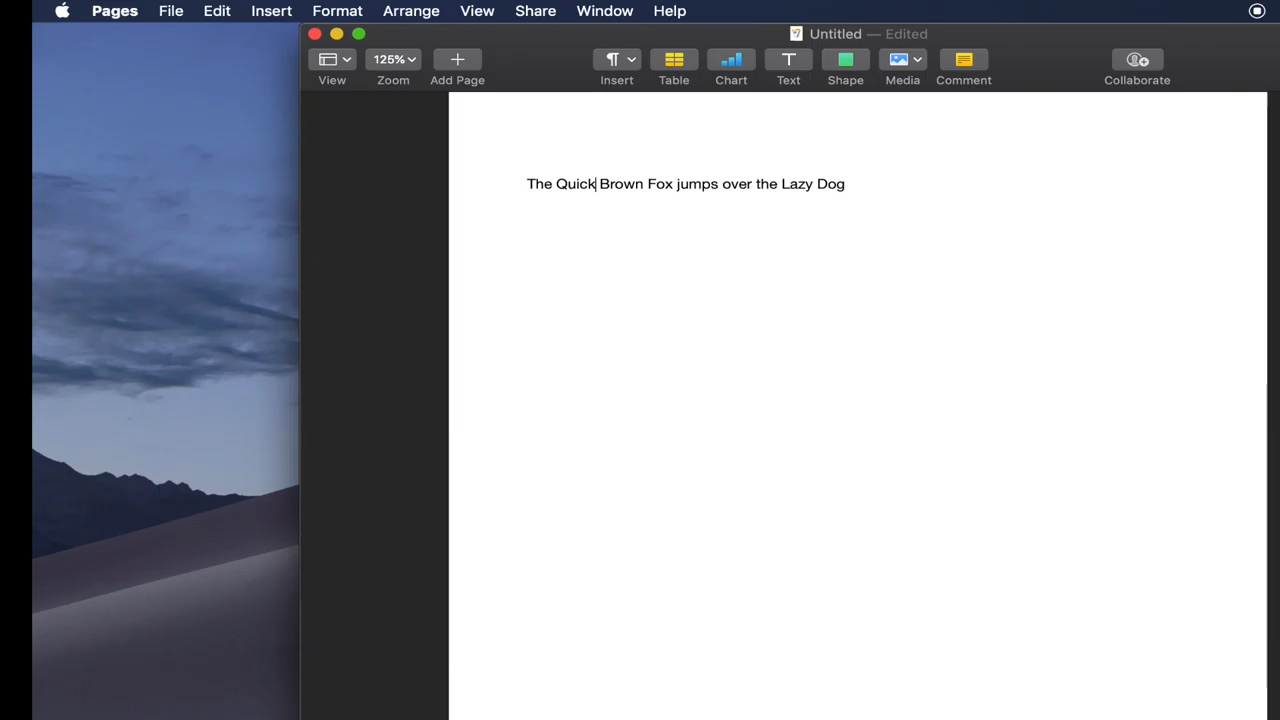 Pages File Edit Insert Format Arrange View Share Window Help
Untitled — Edited
125%
View Zoom Add Page Insert Table Chart Text Shape Media Comment Collaborate
The Quick Brown Fox jumps over the Lazy Dog